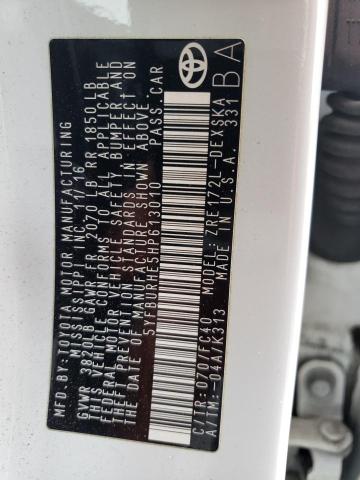 MFD.BY:TOYOTA MOTOR MANUFACTURING
MISSISSIPPI, INC. 11/16
GVWR 3820LB GAWR FR 2070 LB RR 1850LB
THIS VEHICLE CONFORMS TO ALL APPLICABLE
FEDERAL MOTOR VEHICLE SAFETY BUMPER AND
THEFT PREVENTION STANDARDS IN EFFECT ON
THE DATE OF MANUFACTURE SHOWN ABOVE.
PASS.CAR
C/TR:070/FC40 MODEL:ZRE172L-DEXSKA
A/TM:-04A/K313 MADE IN U.S.A. 331
BA
TOYOTA